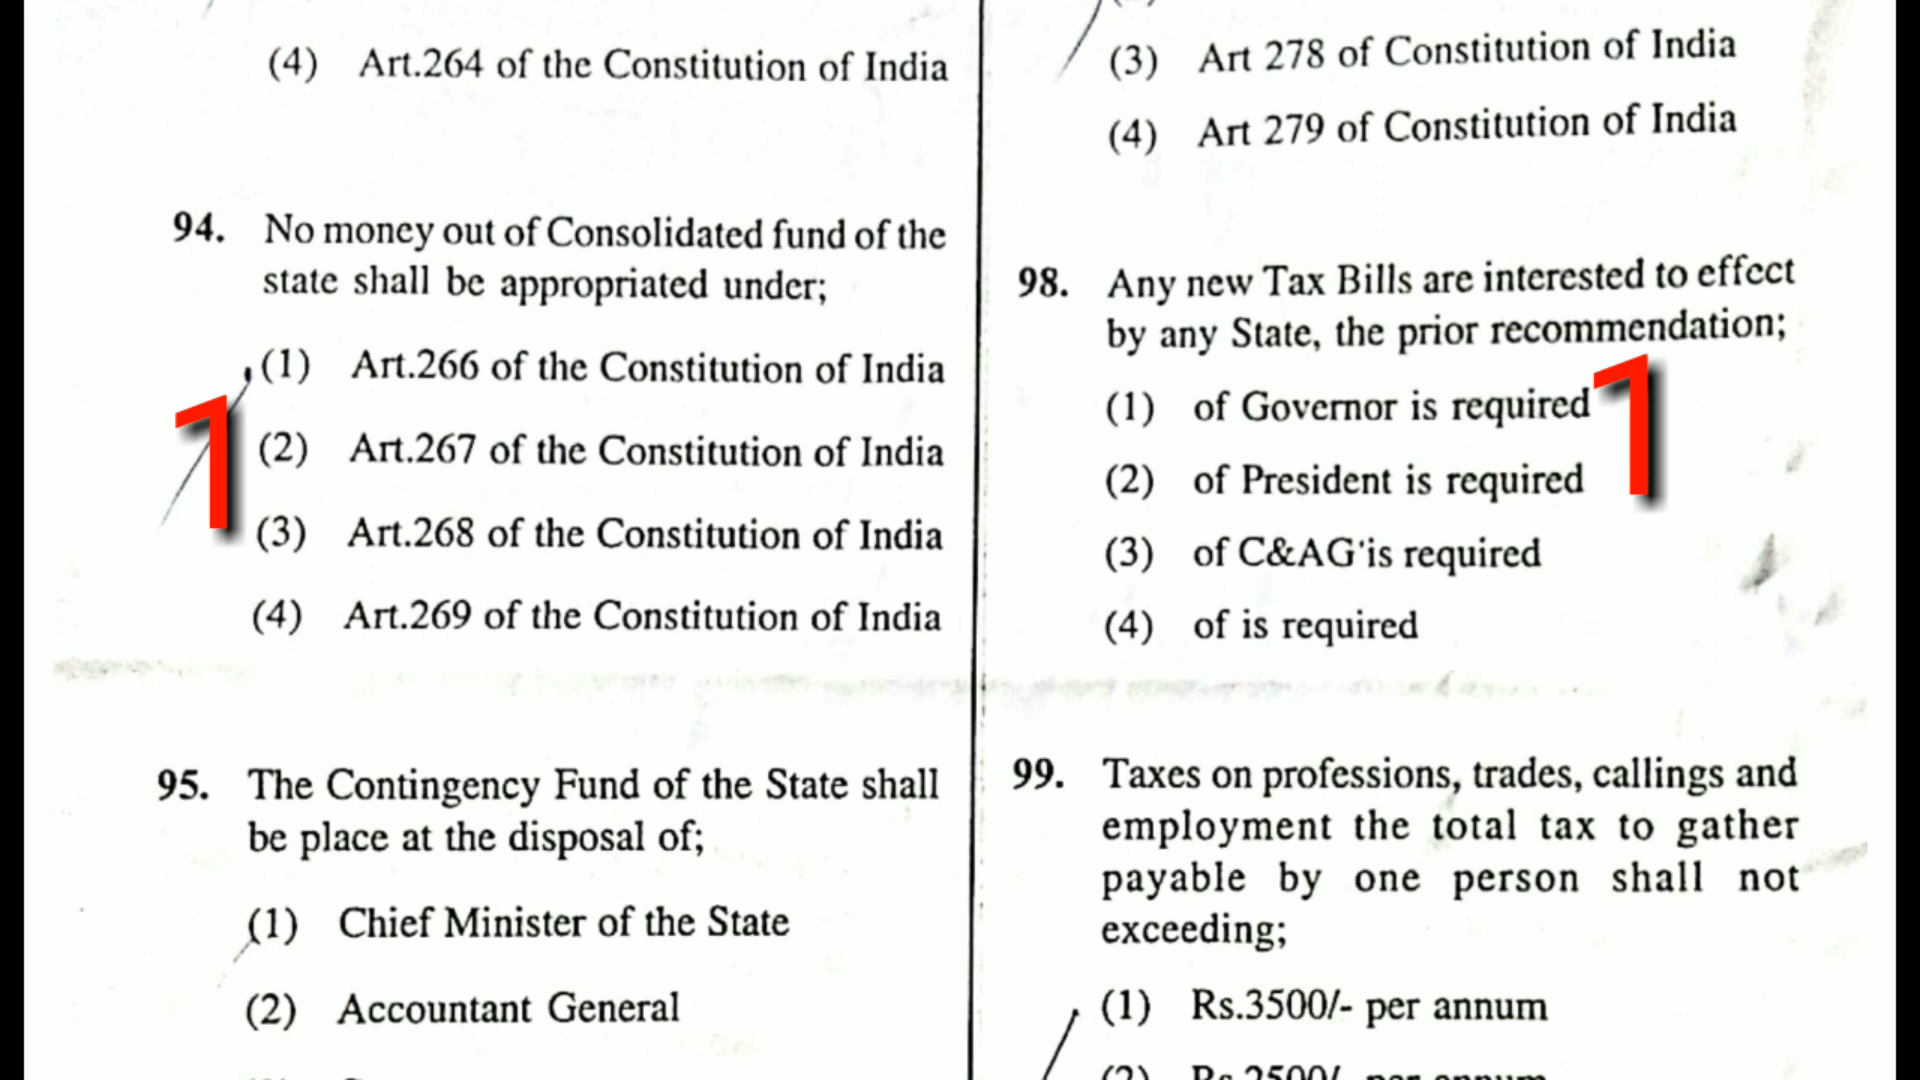 (4) Art.264 of the Constitution of India
94. No money out of Consolidated fund of the
state shall be appropriated under;
(1) Art.266 of the Constitution of India
(2) Art.267 of the Constitution of India
(3) Art.268 of the Constitution of India
(4) Art.269 of the Constitution of India
1
95. The Contingency Fund of the State shall
be place at the disposal of;
(1) Chief Minister of the State
(2) Accountant General
(3) Art 278 of Constitution of India
(4) Art 279 of Constitution of India
98. Any new Tax Bills are interested to effect
by any State, the prior recommendation;
(1) of Governor is required
1
(2) of President is required
(3) of C&AG'is required
(4) of is required
99. Taxes on professions, trades, callings and
employment the total tax to gather
payable by one person shall not
exceeding;
(1) Rs.3500/- per annum
(2) Rs.2500/- per annum